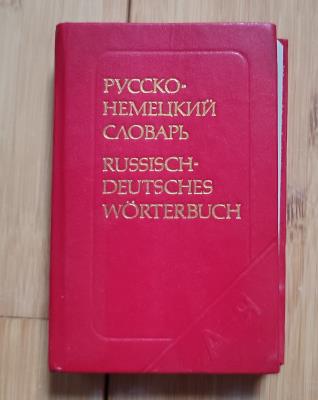 РУССКО-
НЕМЕЦКИЙ
СЛОВАРЬ
RUSSISCH-
DEUTSCHES
WÖRTERBUCH
А Я